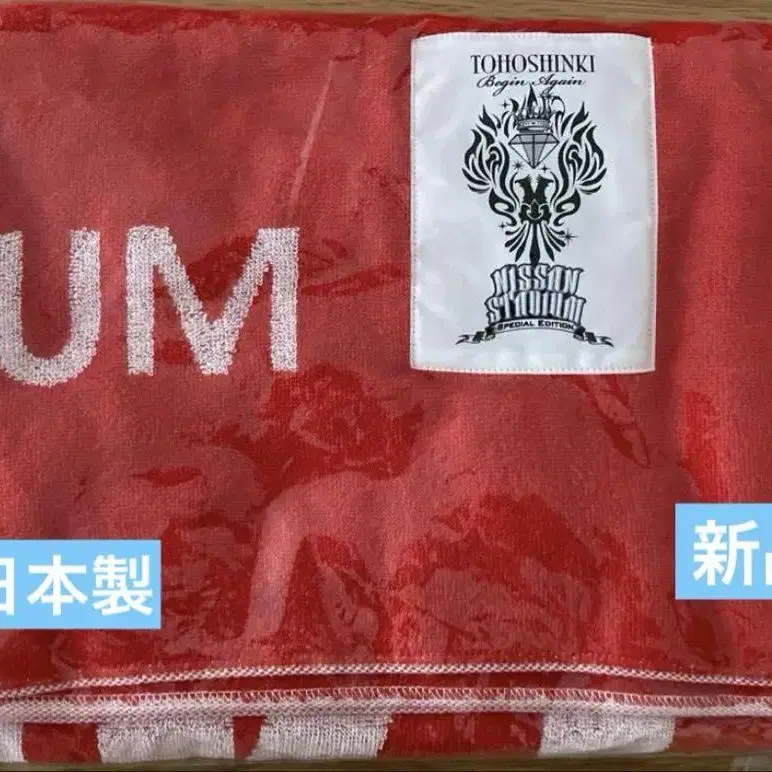 TOHOSHINKI
Begin Again
UM
NISSAN
STADIUM
SPECIAL EDITION
日本製
新